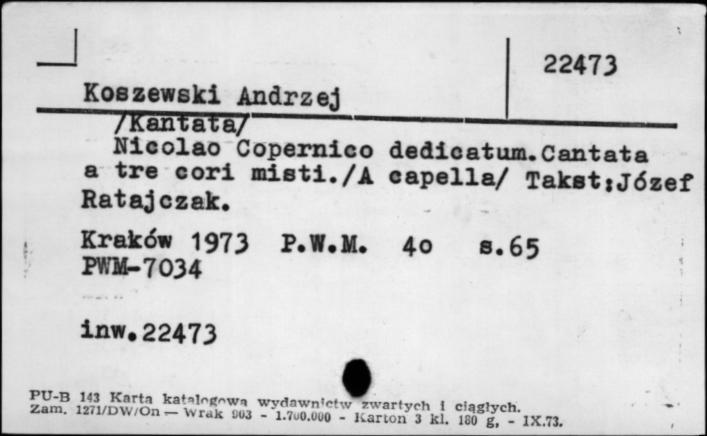 22473
Koszewski Andrzej
/Kantata/
Nicolao Copernico dedicatum.Cantata
a tre cori misti./A capella/ Takst:Józef
Ratajczak.
Kraków 1973 P.W.M. 4o s.65
PWM-7034
inw.22473
PU-B 143 Karta katalogowa wydawnictw zwartych i ciągłych.
Zam. 1271/DW/On — Wrak 903 - 1.700.000 - Karton 3 kl. 180 g, - IX.73.